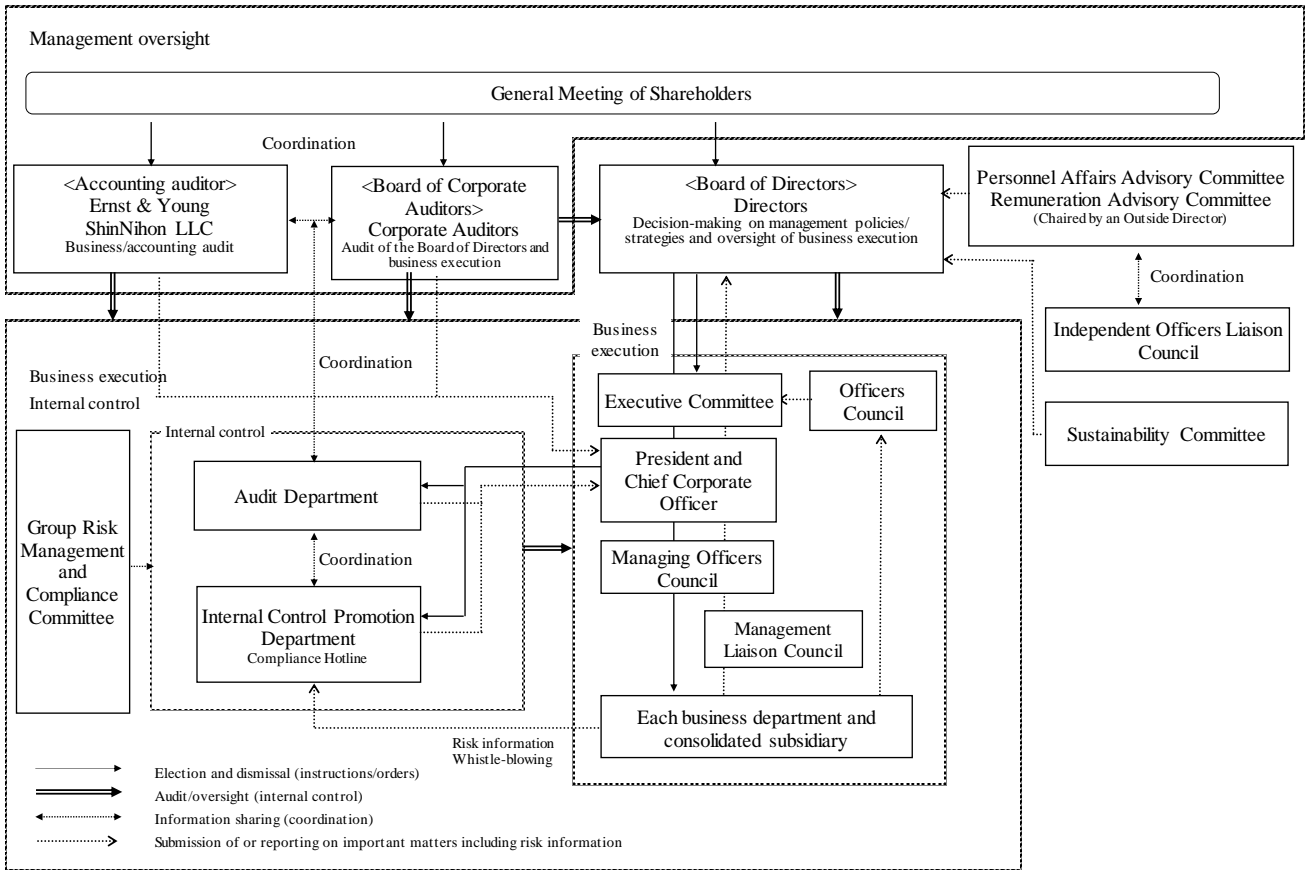 Management oversight
General Meeting of Shareholders
Coordination
<Accounting auditor>
Ernst & Young
ShinNihon LLC
Business/accounting audit
<Board of Corporate
Auditors>
Corporate Auditors
Audit of the Board of Directors and
business execution
<Board of Directors>
Directors
Decision-making on management policies/
strategies and oversight of business execution
Personnel Affairs Advisory Committee
Remuneration Advisory Committee
(Chaired by an Outside Director)
Coordination
Independent Officers Liaison
Council
Sustainability Committee
Business execution
Internal control
Coordination
Business
execution
Executive Committee
Officers
Council
President and
Chief Corporate
Officer
Managing Officers
Council
Management
Liaison Council
Each business department and
consolidated subsidiary
Internal control
Audit Department
Coordination
Internal Control Promotion
Department
Compliance Hotline
Group Risk
Management
and
Compliance
Committee
Risk information
Whistle-blowing
Election and dismissal (instructions/orders)
Audit/oversight (internal control)
Information sharing (coordination)
Submission of or reporting on important matters including risk information